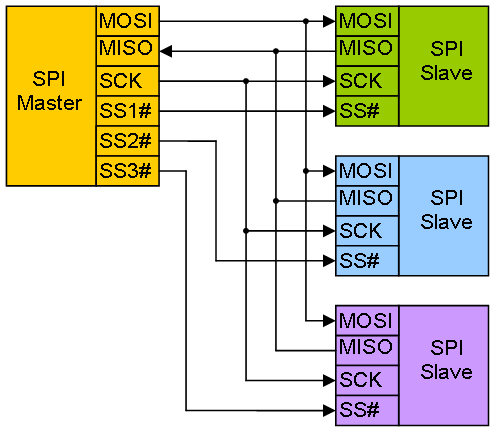 SPI
Master
MOSI
MISO
SCK
SS1#
SS2#
SS3#
MOSI
MISO
SCK
SS#
SPI
Slave
MOSI
MISO
SCK
SS#
SPI
Slave
MOSI
MISO
SCK
SS#
SPI
Slave